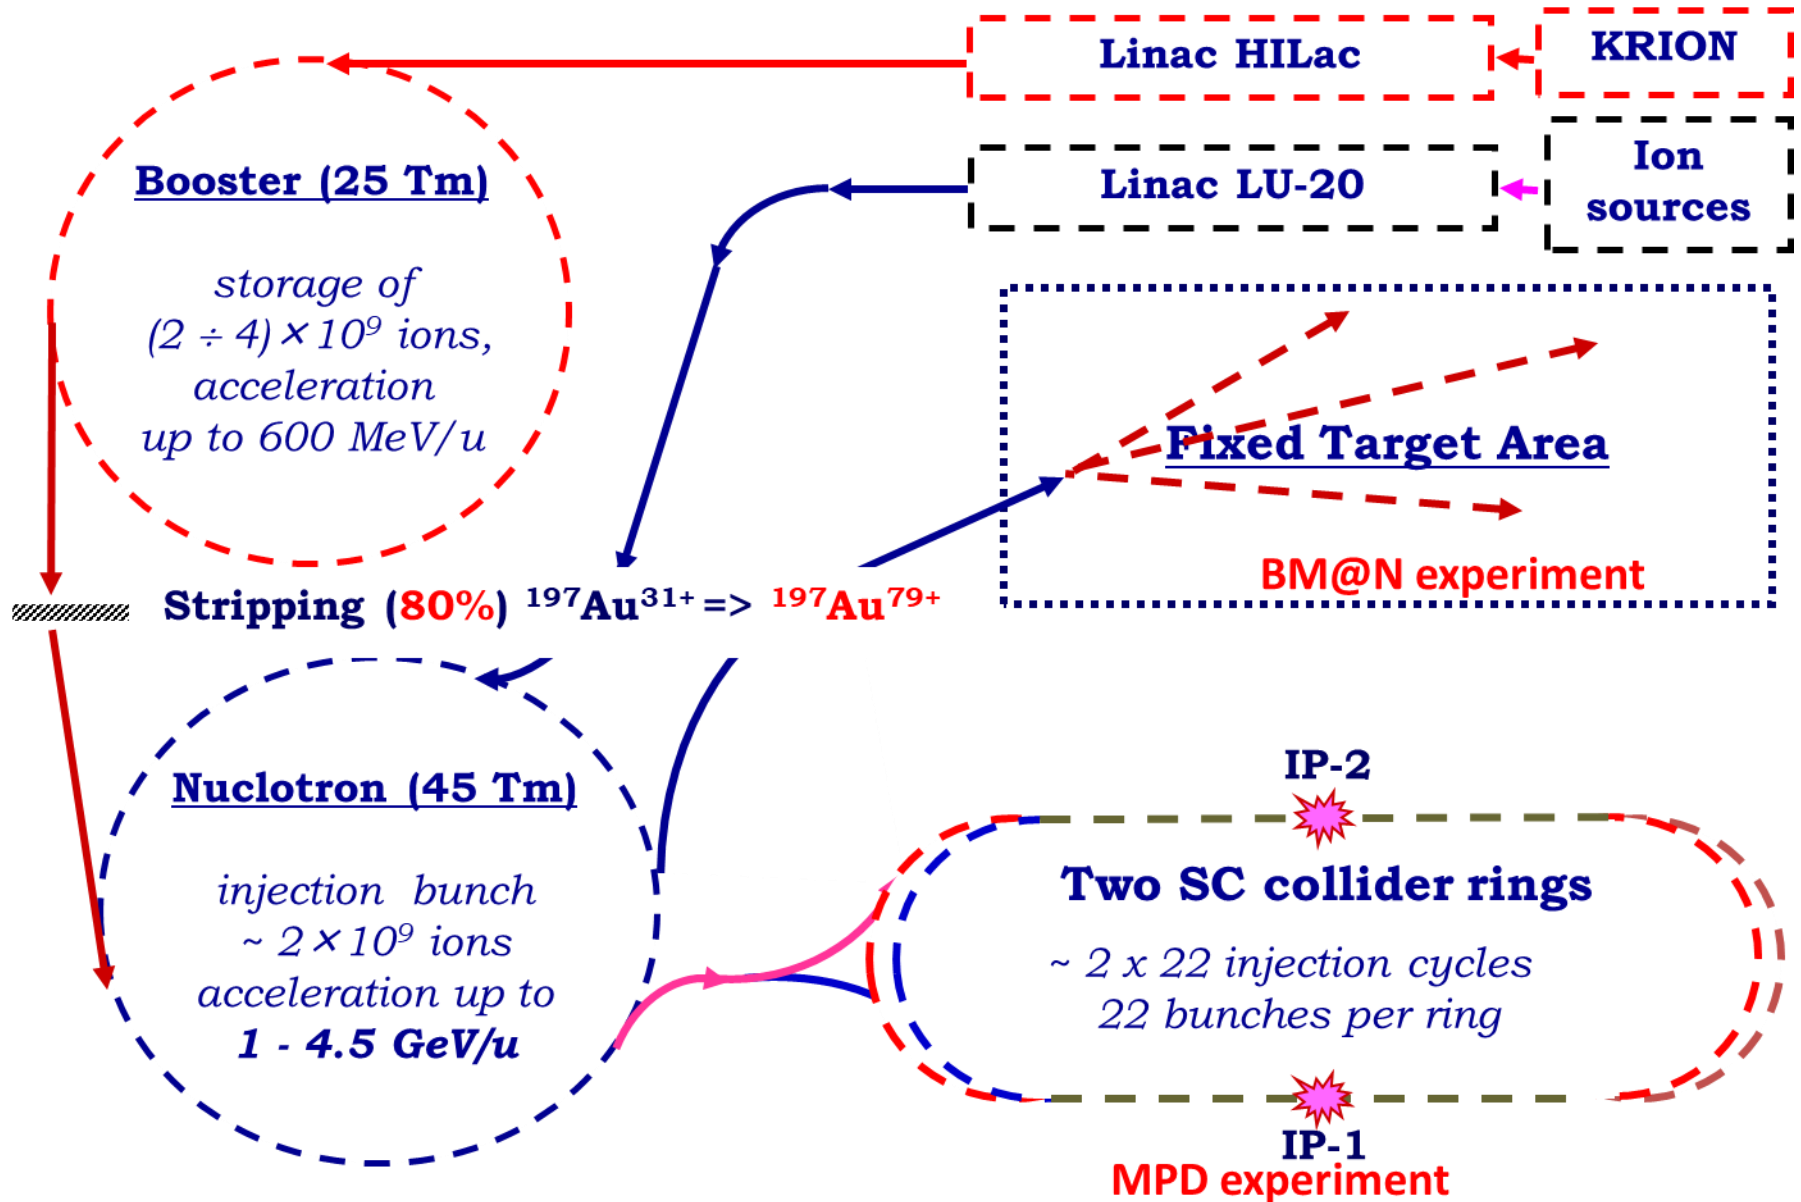 Linac HILac
KRION
Booster (25 Tm)
storage of
(2 ÷ 4) × 10⁹ ions,
acceleration
up to 600 MeV/u
Linac LU-20
Ion
sources
Fixed Target Area
BM@N experiment
Stripping (80%) ¹⁹⁷Au³¹⁺ => ¹⁹⁷Au⁷⁹⁺
Nuclotron (45 Tm)
injection bunch
~ 2 × 10⁹ ions
acceleration up to
1 - 4.5 GeV/u
IP-2
Two SC collider rings
~ 2 x 22 injection cycles
22 bunches per ring
IP-1
MPD experiment